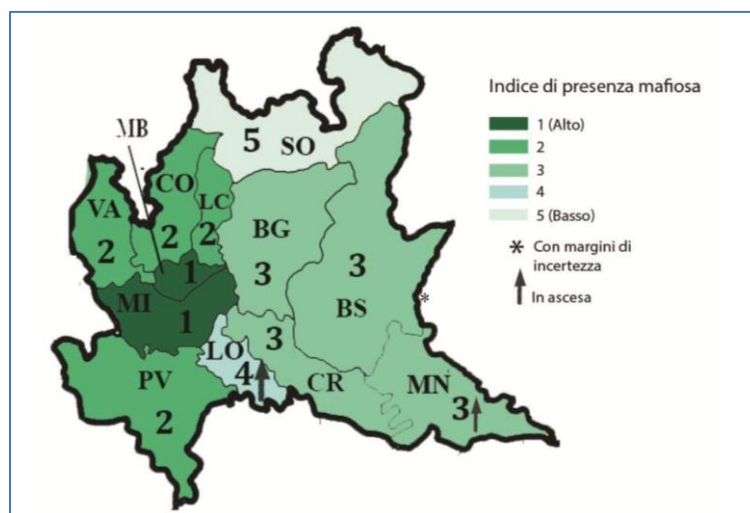 Indice di presenza mafiosa
1 (Alto)
2
3
4
5 (Basso)
* Con margini di
incertezza
In ascesa
MB
5 SO
CO
2
LC
2
VA
2
BG
3
3
BS
*
1
MI
1
LO
4
3
CR
MN
3
PV
2